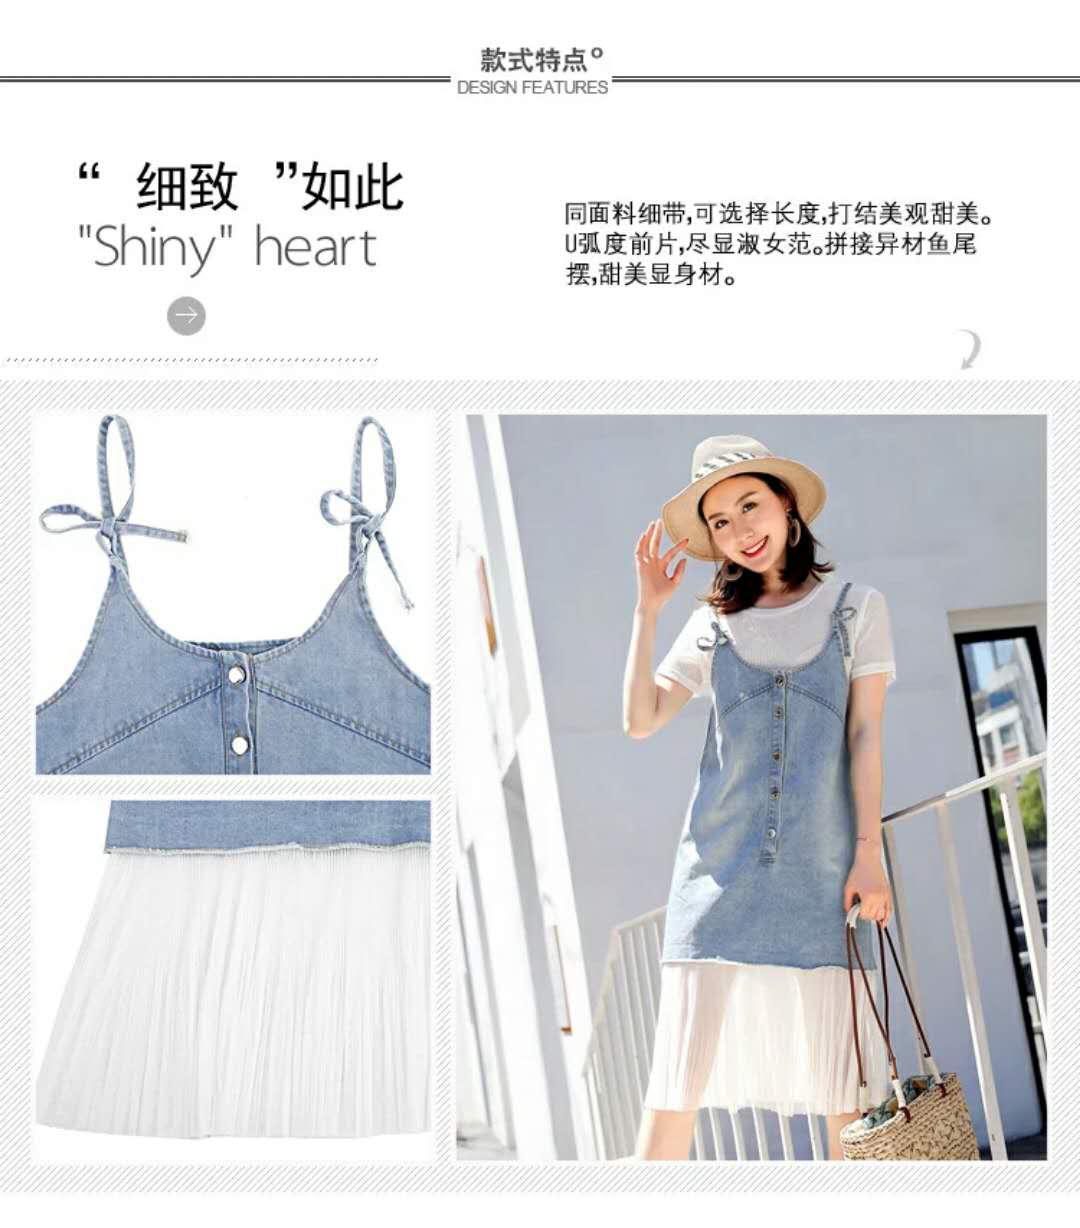 款式特点
DESIGN FEATURES
“ 细致 ”如此
"Shiny" heart
同面料细带,可选择长度,打结美观甜美。
U弧度前片,尽显淑女范。拼接异材鱼尾
摆,甜美显身材。